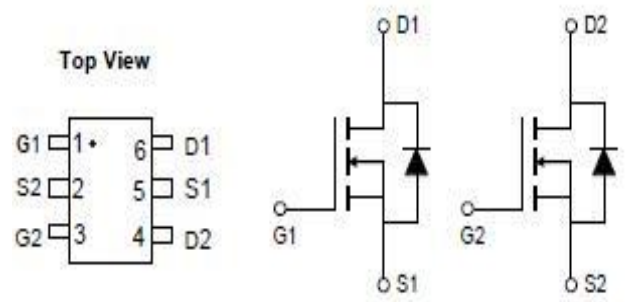 D1 D2
Top View
G1 1 6 D1
S2 2 5 S1
G2 3 4 D2
G1 G2
S1 S2